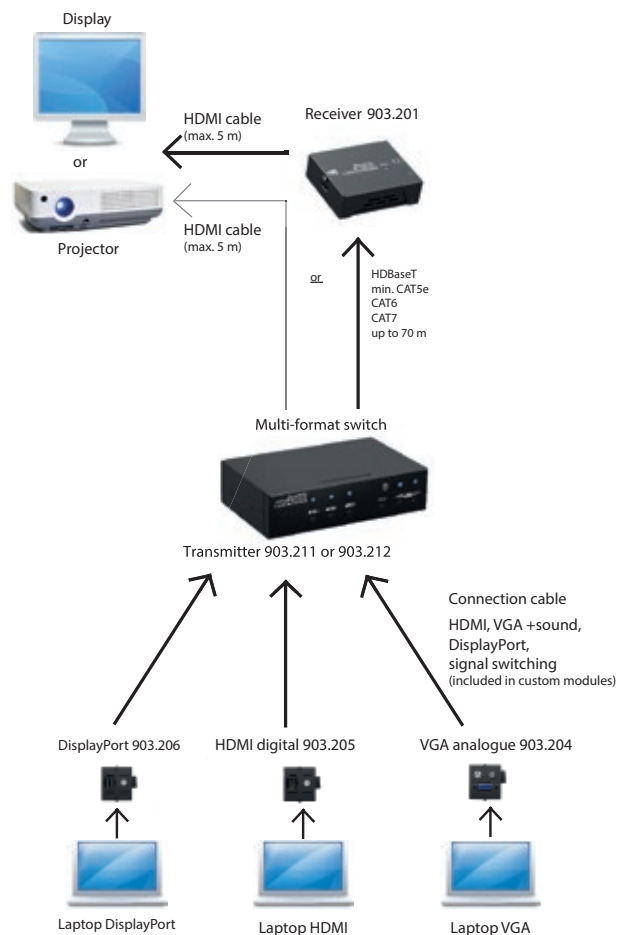 Display
HDMI cable
(max. 5 m)
Receiver 903.201
or
HDMI cable
(max. 5 m)
Projector
or
HDBaseT
min. CAT5e
CAT6
CAT7
up to 70 m
Multi-format switch
Transmitter 903.211 or 903.212
Connection cable
HDMI, VGA +sound,
DisplayPort,
signal switching
(included in custom modules)
DisplayPort 903.206
HDMI digital 903.205
VGA analogue 903.204
Laptop DisplayPort
Laptop HDMI
Laptop VGA